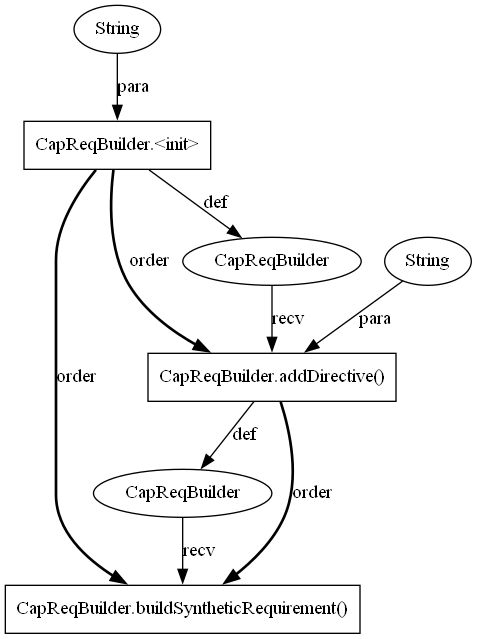 String
para
CapReqBuilder.<init>
def
order
CapReqBuilder
String
recv
para
order
CapReqBuilder.addDirective()
def
CapReqBuilder
order
recv
CapReqBuilder.buildSyntheticRequirement()